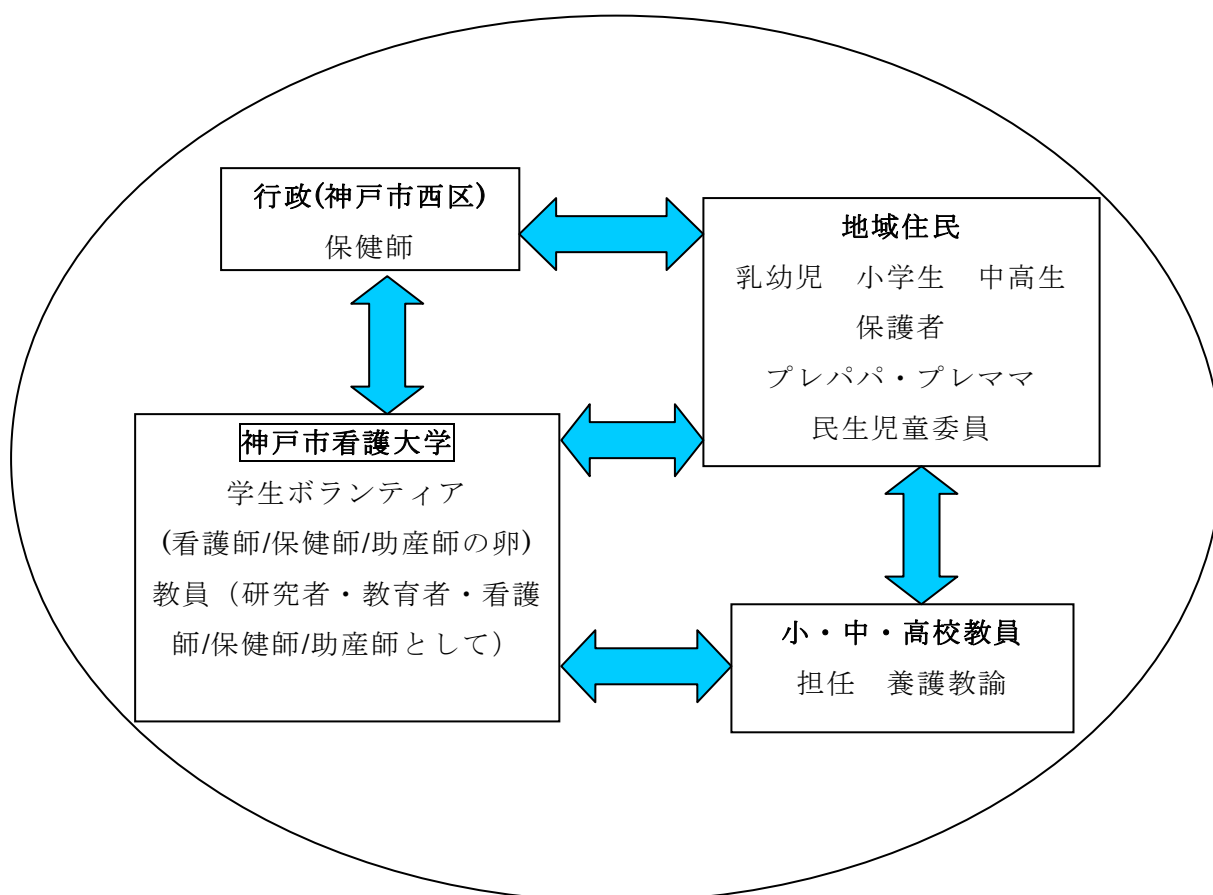 行政(神戸市西区)
保健師
地域住民
乳幼児　小学生　中高生
保護者
プレパパ・プレママ
民生児童委員
神戸市看護大学
学生ボランティア
(看護師/保健師/助産師の卵)
教員（研究者・教育者・看護
師/保健師/助産師として）
小・中・高校教員
担任　養護教諭